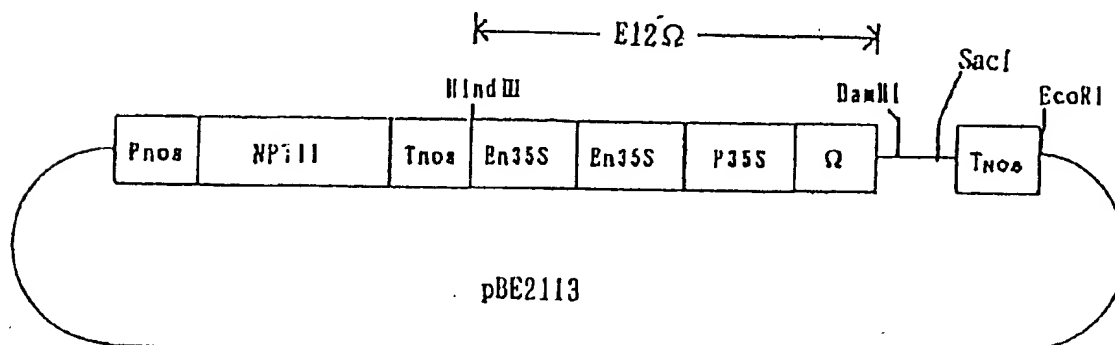 E12Ω
SacI
HindIII
BamHI
EcoRI
Pnos
NPTII
Tnos
En35S
En35S
P35S
Ω
TNos
pBE2113